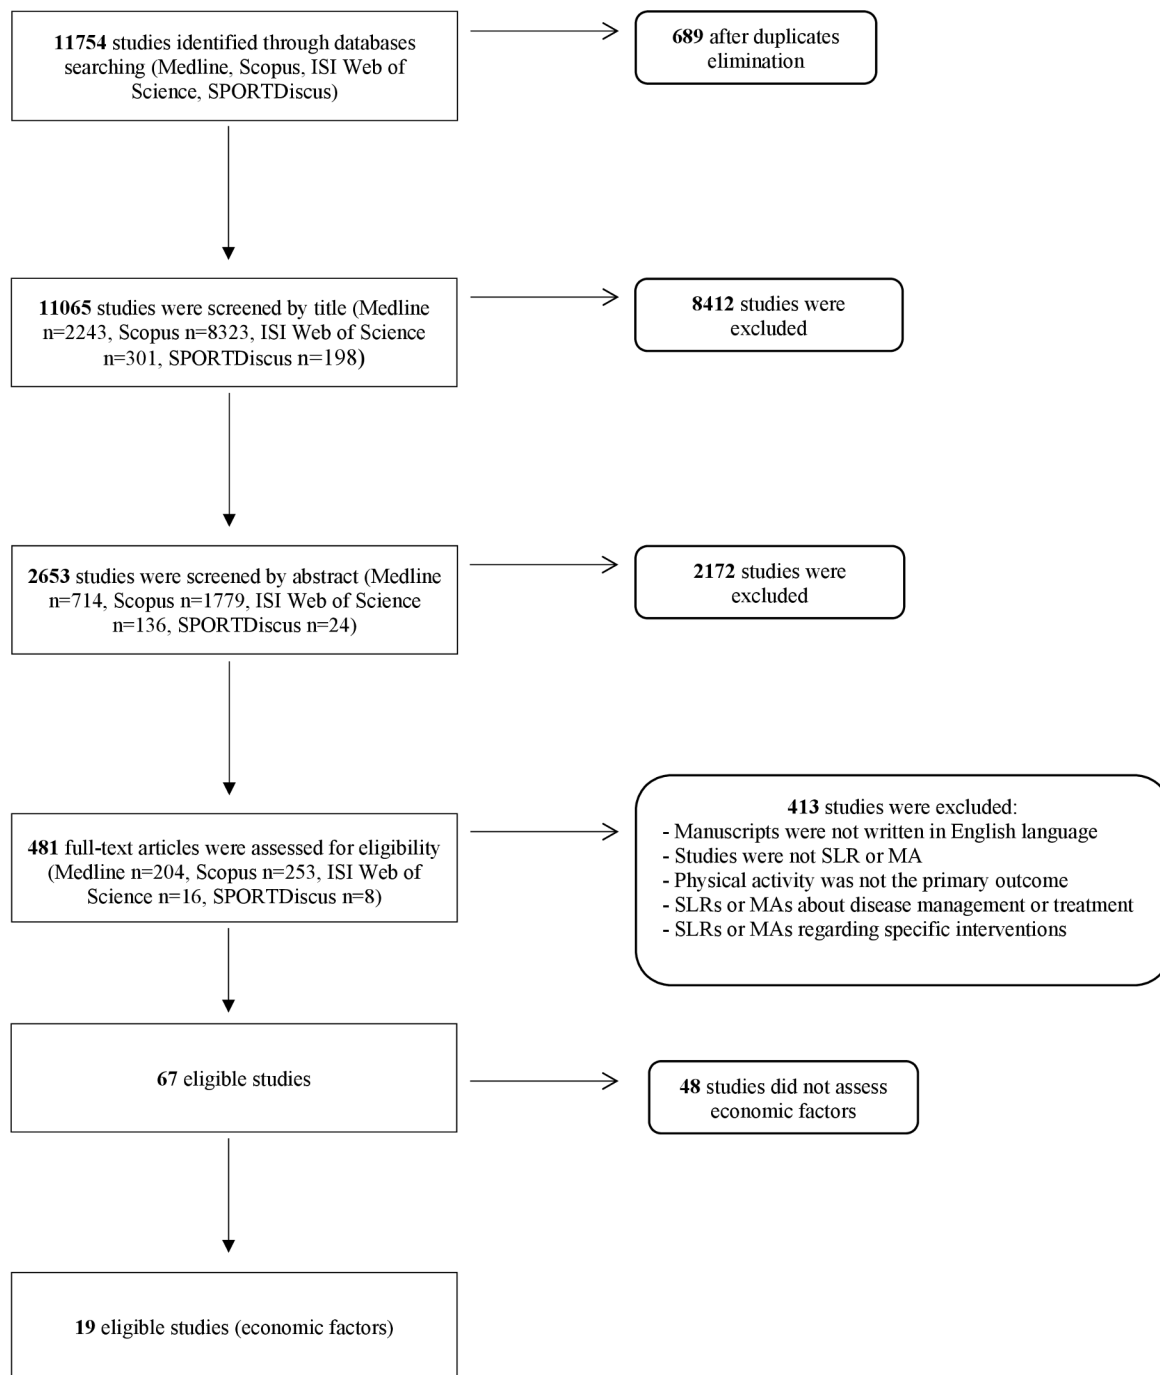 11754 studies identified through databases
searching (Medline, Scopus, ISI Web of
Science, SPORTDiscus)
689 after duplicates
elimination
11065 studies were screened by title (Medline
n=2243, Scopus n=8323, ISI Web of Science
n=301, SPORTDiscus n=198)
8412 studies were
excluded
2653 studies were screened by abstract (Medline
n=714, Scopus n=1779, ISI Web of Science
n=136, SPORTDiscus n=24)
2172 studies were
excluded
481 full-text articles were assessed for eligibility
(Medline n=204, Scopus n=253, ISI Web of
Science n=16, SPORTDiscus n=8)
413 studies were excluded:
- Manuscripts were not written in English language
- Studies were not SLR or MA
- Physical activity was not the primary outcome
- SLRs or MAs about disease management or treatment
- SLRs or MAs regarding specific interventions
67 eligible studies
48 studies did not assess
economic factors
19 eligible studies (economic factors)